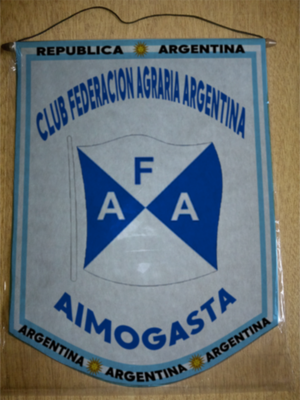 REPUBLICA ARGENTINA
CLUB FEDERACION AGRARIA ARGENTINA
F
A A
AIMOGASTA
ARGENTINA ARGENTINA ARGENTINA